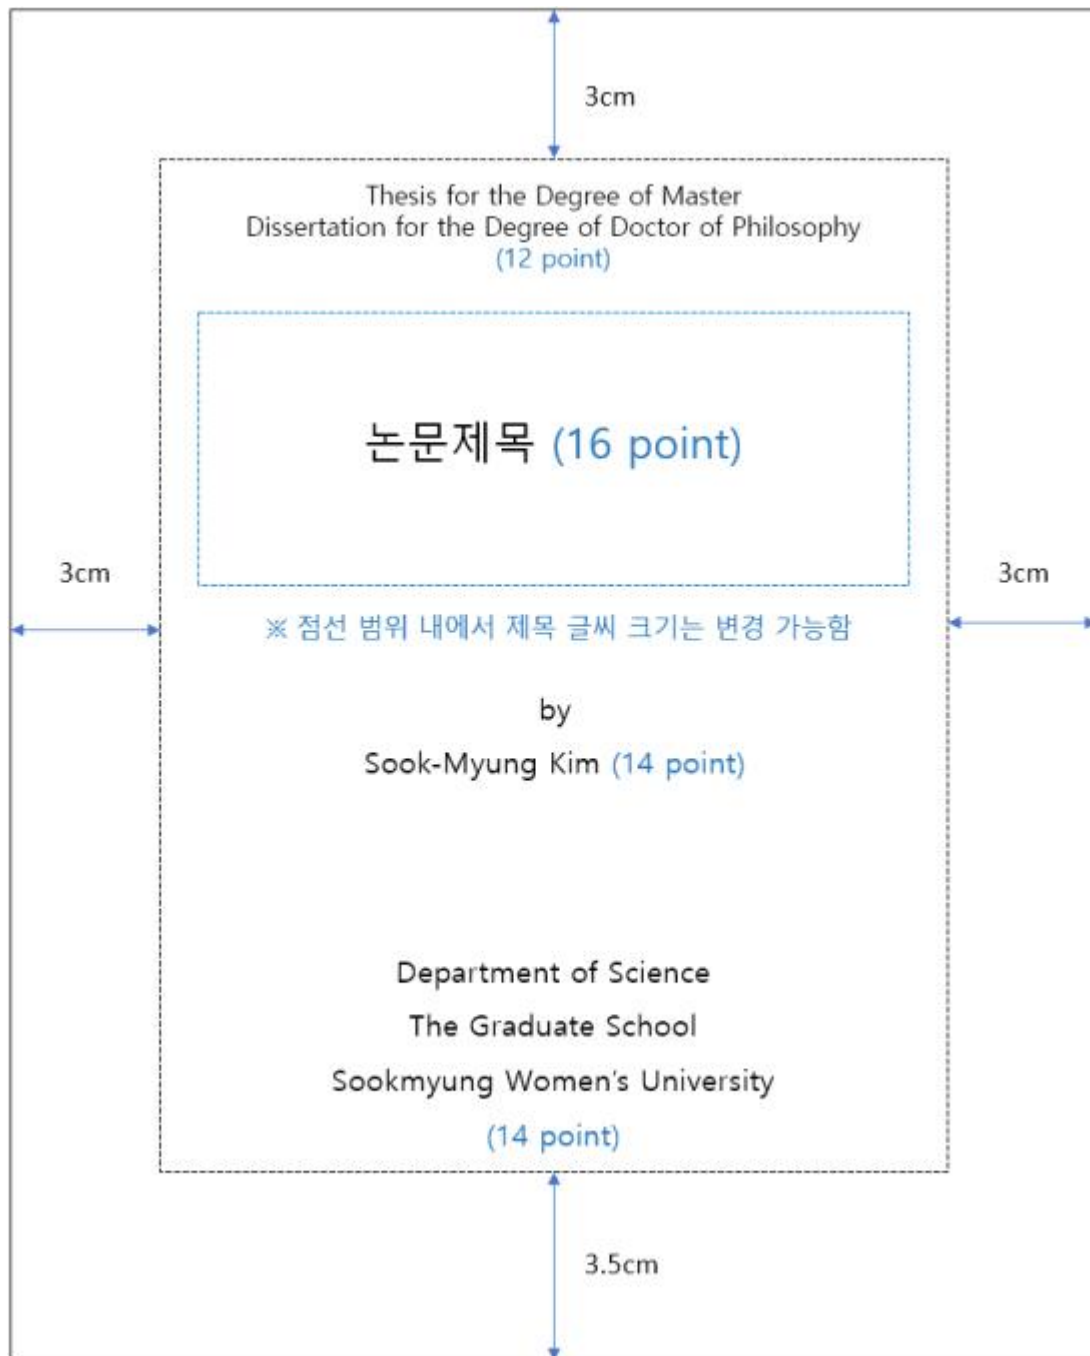 3cm
Thesis for the Degree of Master
Dissertation for the Degree of Doctor of Philosophy
(12 point)
논문제목 (16 point)
3cm
3cm
※ 점선 범위 내에서 제목 글씨 크기는 변경 가능함
by
Sook-Myung Kim (14 point)
Department of Science
The Graduate School
Sookmyung Women's University
(14 point)
3.5cm